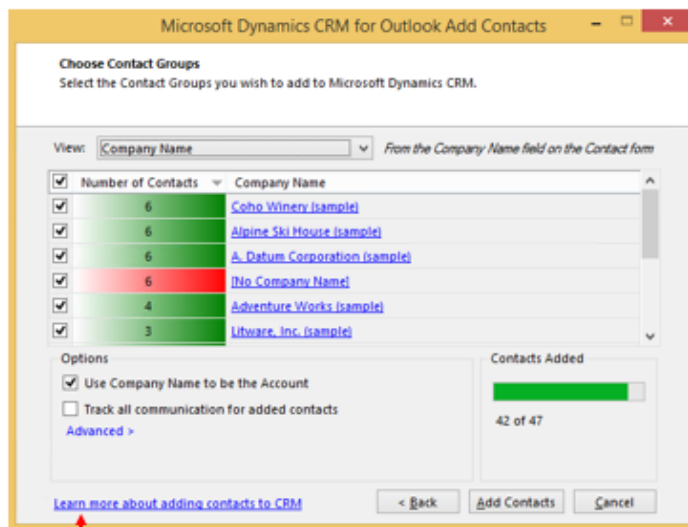 Microsoft Dynamics CRM for Outlook Add Contacts
Choose Contact Groups
Select the Contact Groups you wish to add to Microsoft Dynamics CRM.
View: Company Name From the Company Name field on the Contact form
Number of Contacts Company Name
6 Coho Winery (sample)
6 Alpine Ski House (sample)
6 A. Datum Corporation (sample)
6 [No Company Name]
4 Adventure Works (sample)
3 Litware, Inc. (sample)
Options Contacts Added
Use Company Name to be the Account
Track all communication for added contacts
42 of 47
Advanced >
Learn more about adding contacts to CRM < Back Add Contacts Cancel